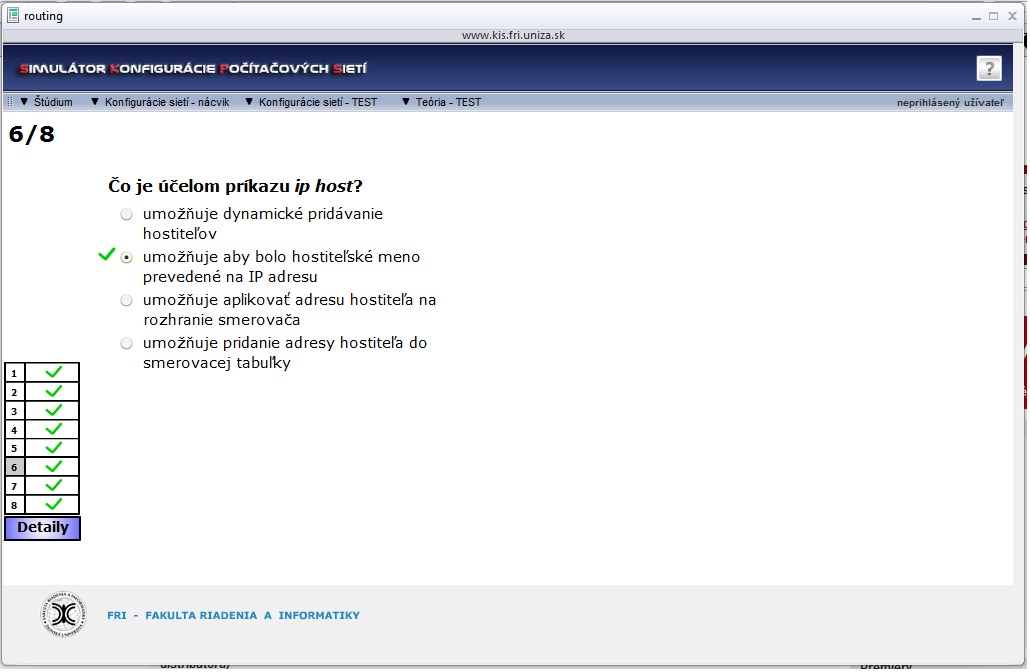 routing
www.kis.fri.uniza.sk
SIMULÁTOR KONFIGURÁCIE POČÍTAČOVÝCH SIETÍ
?
▼ Štúdium ▼ Konfigurácie sietí - nácvik ▼ Konfigurácie sietí - TEST ▼ Teória - TEST neprihlásený užívateľ
6/8
Čo je účelom príkazu ip host?
umožňuje dynamické pridávanie
hostiteľov
umožňuje aby bolo hostiteľské meno
prevedené na IP adresu
umožňuje aplikovať adresu hostiteľa na
rozhranie smerovača
umožňuje pridanie adresy hostiteľa do
smerovacej tabuľky
1
2
3
4
5
6
7
8
Detaily
FRI - FAKULTA RIADENIA A INFORMATIKY
distribútora)
Premiéry